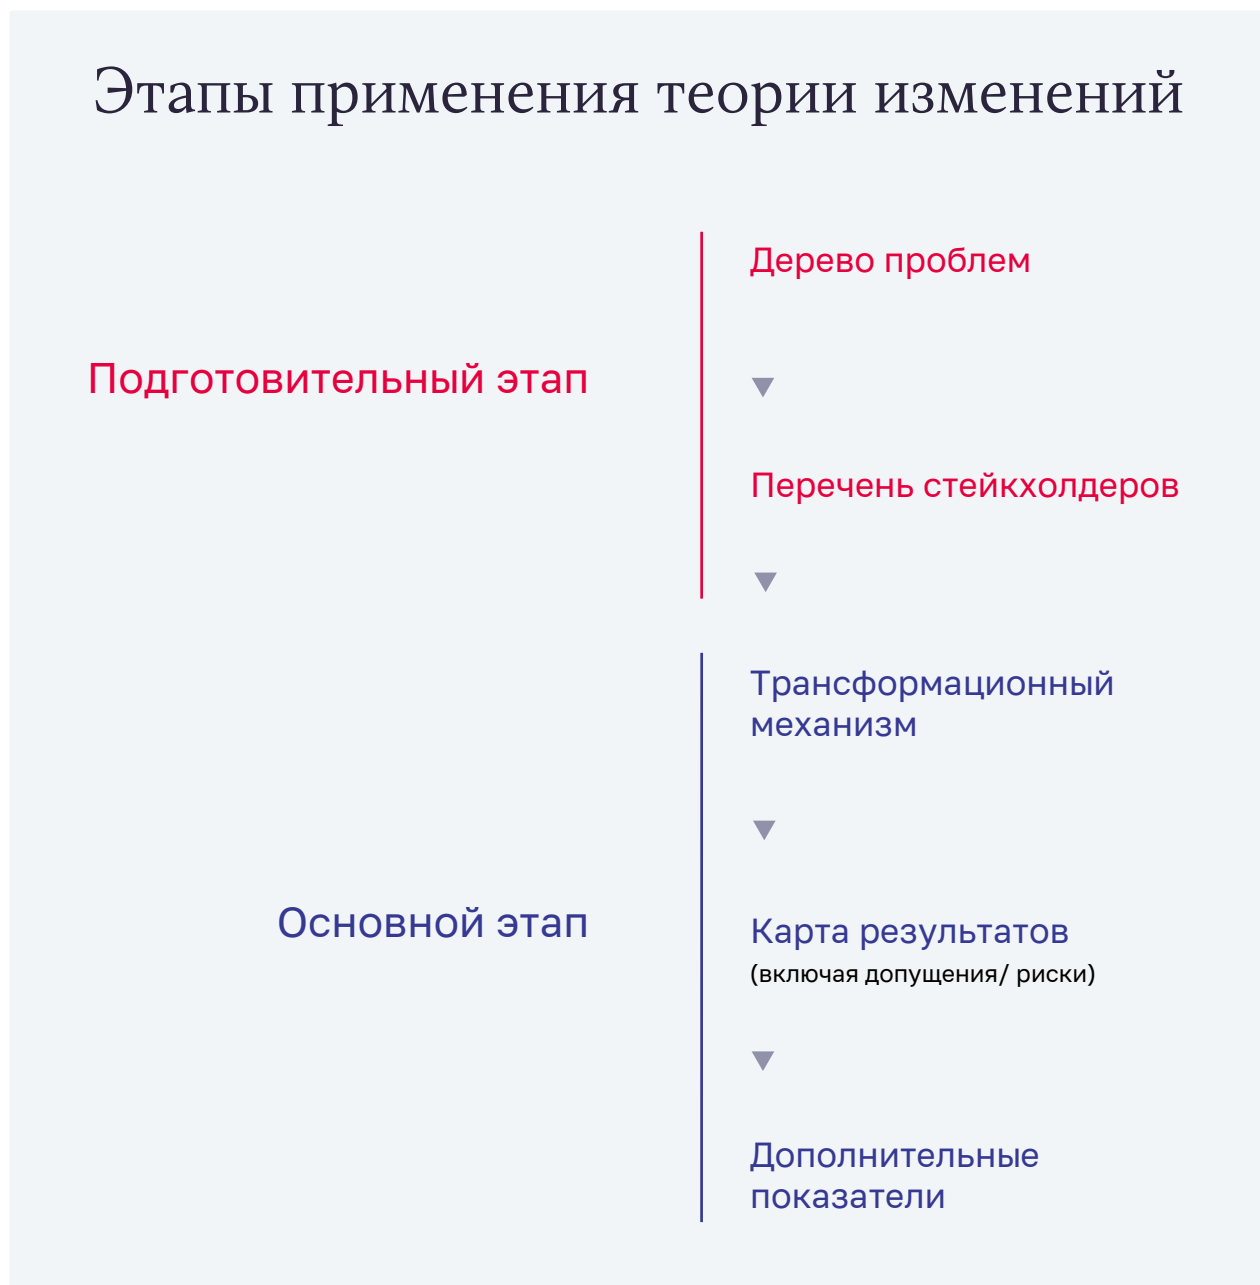 Этапы применения теории изменений
Подготовительный этап
Дерево проблем
Перечень стейкхолдеров
Основной этап
Трансформационный
механизм
Карта результатов
(включая допущения/ риски)
Дополнительные
показатели